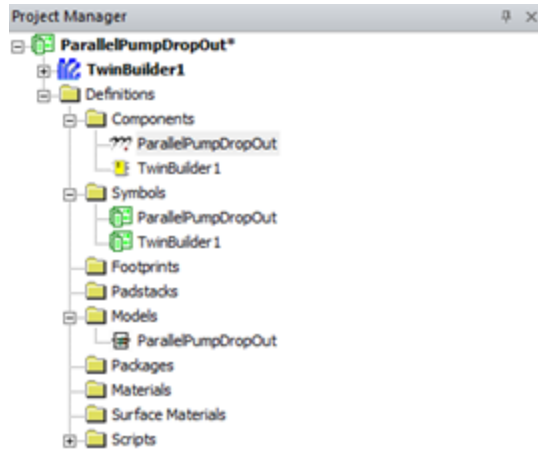 Project Manager
ParallelPumpDropOut*
TwinBuilder1
Definitions
Components
??? ParallelPumpDropOut
TwinBuilder1
Symbols
ParallelPumpDropOut
TwinBuilder1
Footprints
Padstacks
Models
ParallelPumpDropOut
Packages
Materials
Surface Materials
Scripts